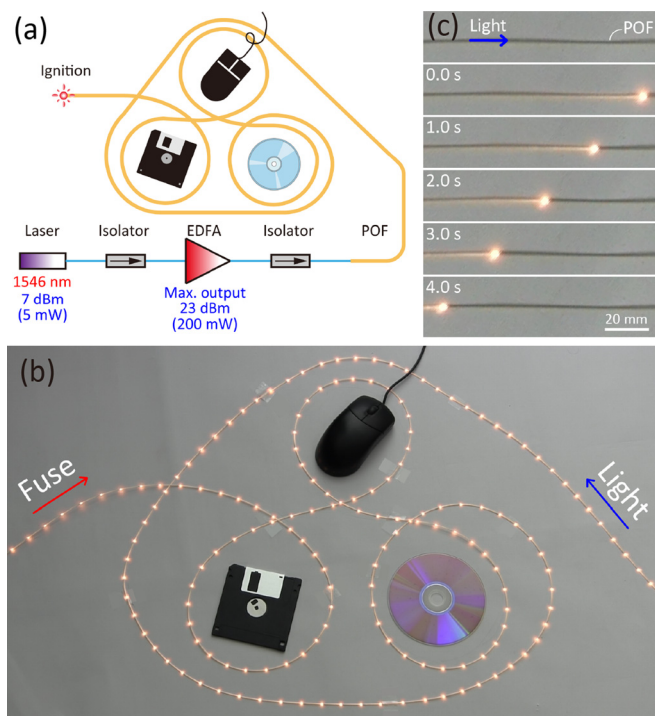 (a)
Ignition
Laser
Isolator
EDFA
Isolator
POF
1546 nm
7 dBm
(5 mW)
Max. output
23 dBm
(200 mW)
(c)
Light
POF
0.0 s
1.0 s
2.0 s
3.0 s
4.0 s
20 mm
(b)
Fuse
Light